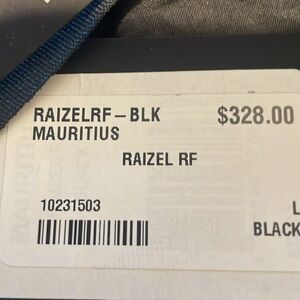 RAIZELRF-BLK $328.00
MAURITIUS
RAIZEL RF
10231503
L
BLACK